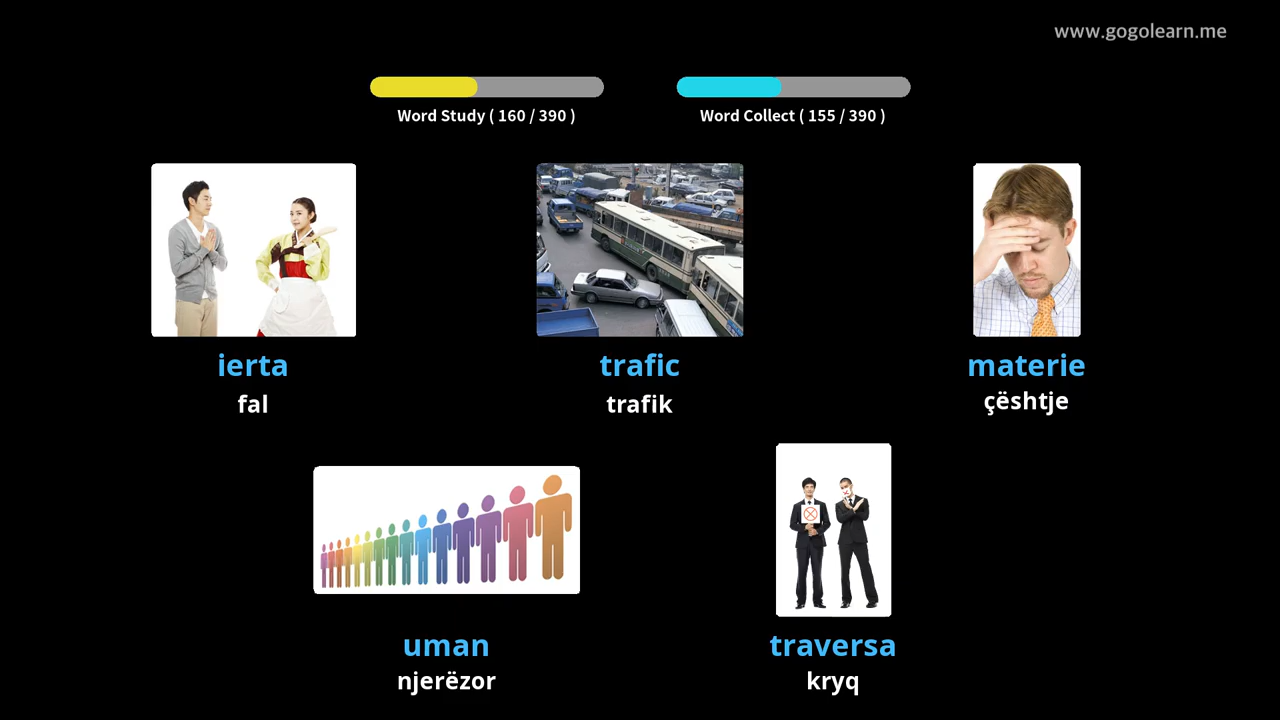 www.gogolearn.me
Word Study ( 160 / 390 )
Word Collect ( 155 / 390 )
ierta
fal
trafic
trafik
materie
çështje
uman
njerëzor
traversa
kryq